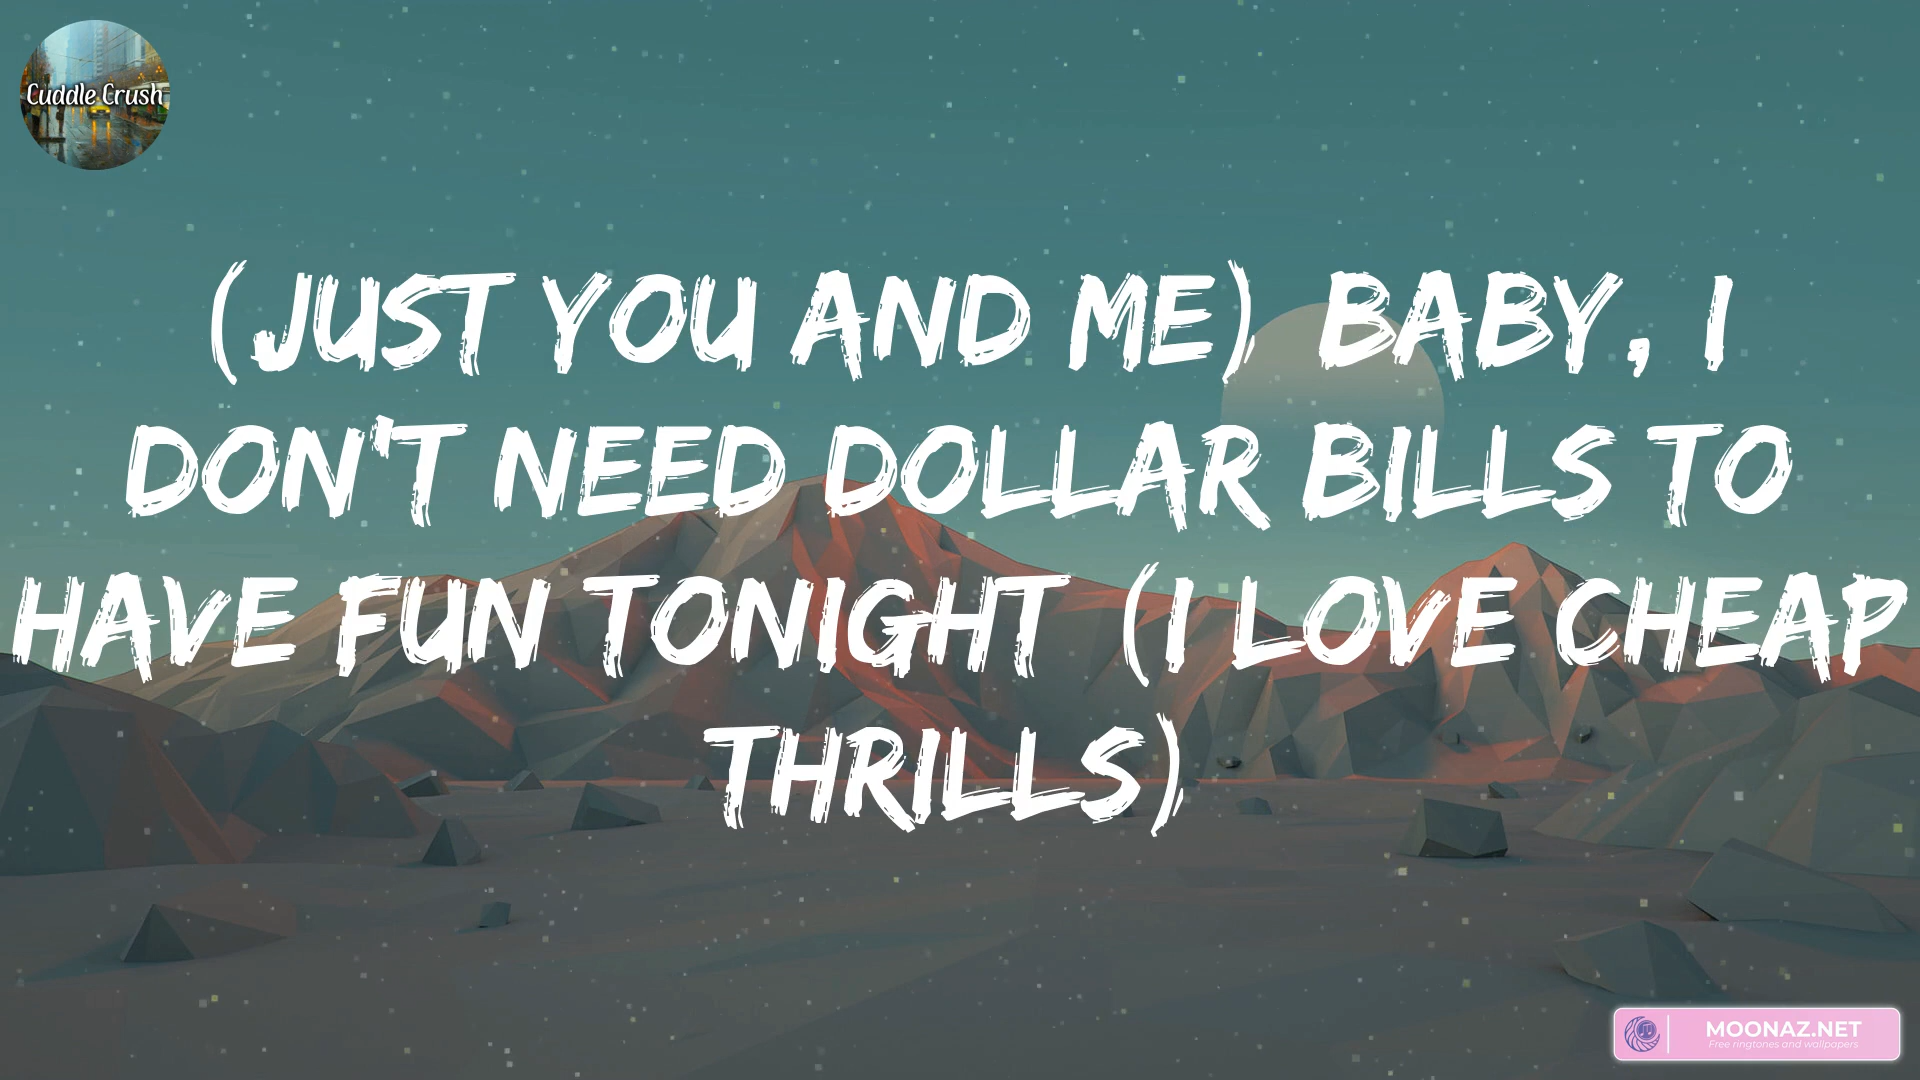 Cuddle Crush
(JUST YOU AND ME) BABY, I
DON'T NEED DOLLAR BILLS TO
HAVE FUN TONIGHT (I LOVE CHEAP
THRILLS)
MOONAZ.NET
Free ringtones and wallpapers